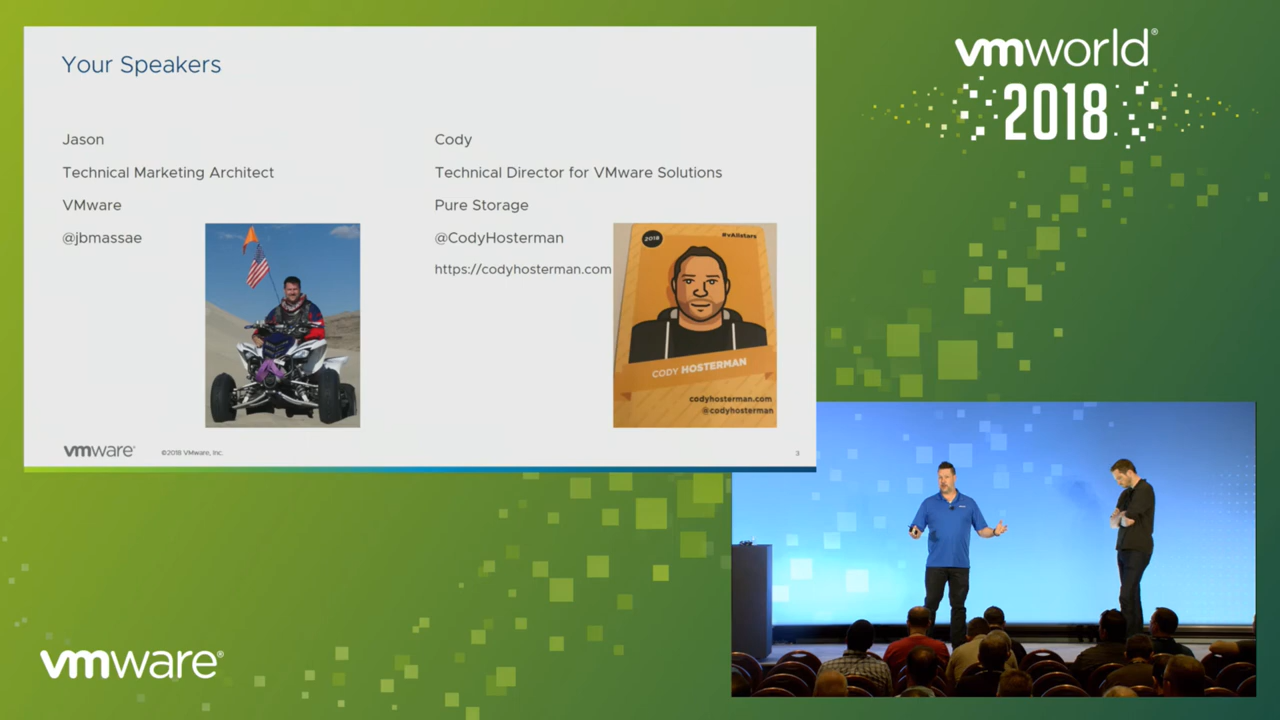 Your Speakers
Jason
Technical Marketing Architect
VMware
@jbmassae
Cody
Technical Director for VMware Solutions
Pure Storage
@CodyHosterman
https://codyhosterman.com
2018
#vAllstars
CODY HOSTERMAN
codyhosterman.com
@codyhosterman
vmware®
©2018 VMware, Inc.
3
vmworld®
2018
vmware®